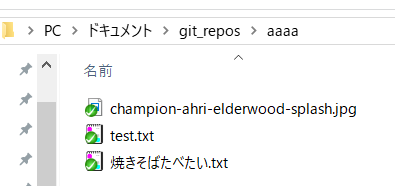 PC > ドキュメント > git_repos > aaaa
名前
champion-ahri-elderwood-splash.jpg
test.txt
焼きそばたべたい.txt